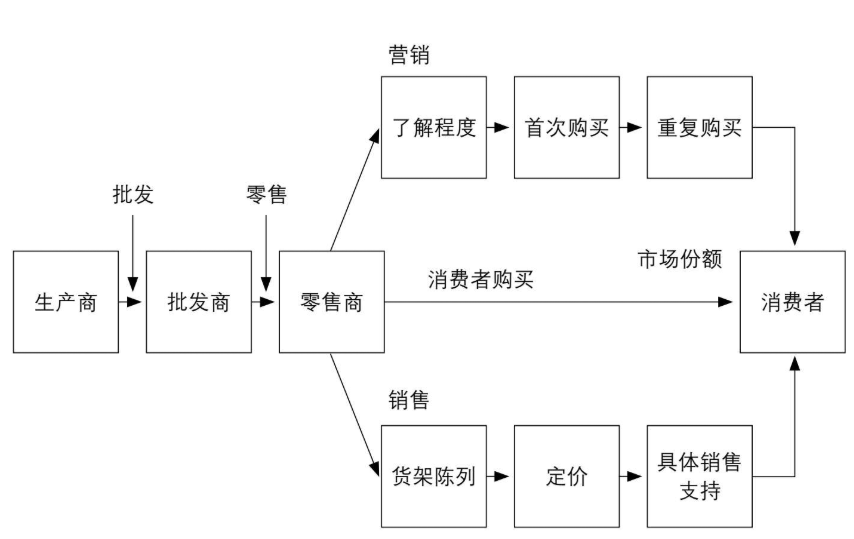 营销
了解程度
首次购买
重复购买
批发
零售
生产商
批发商
零售商
消费者购买
市场份额
消费者
销售
货架陈列
定价
具体销售
支持